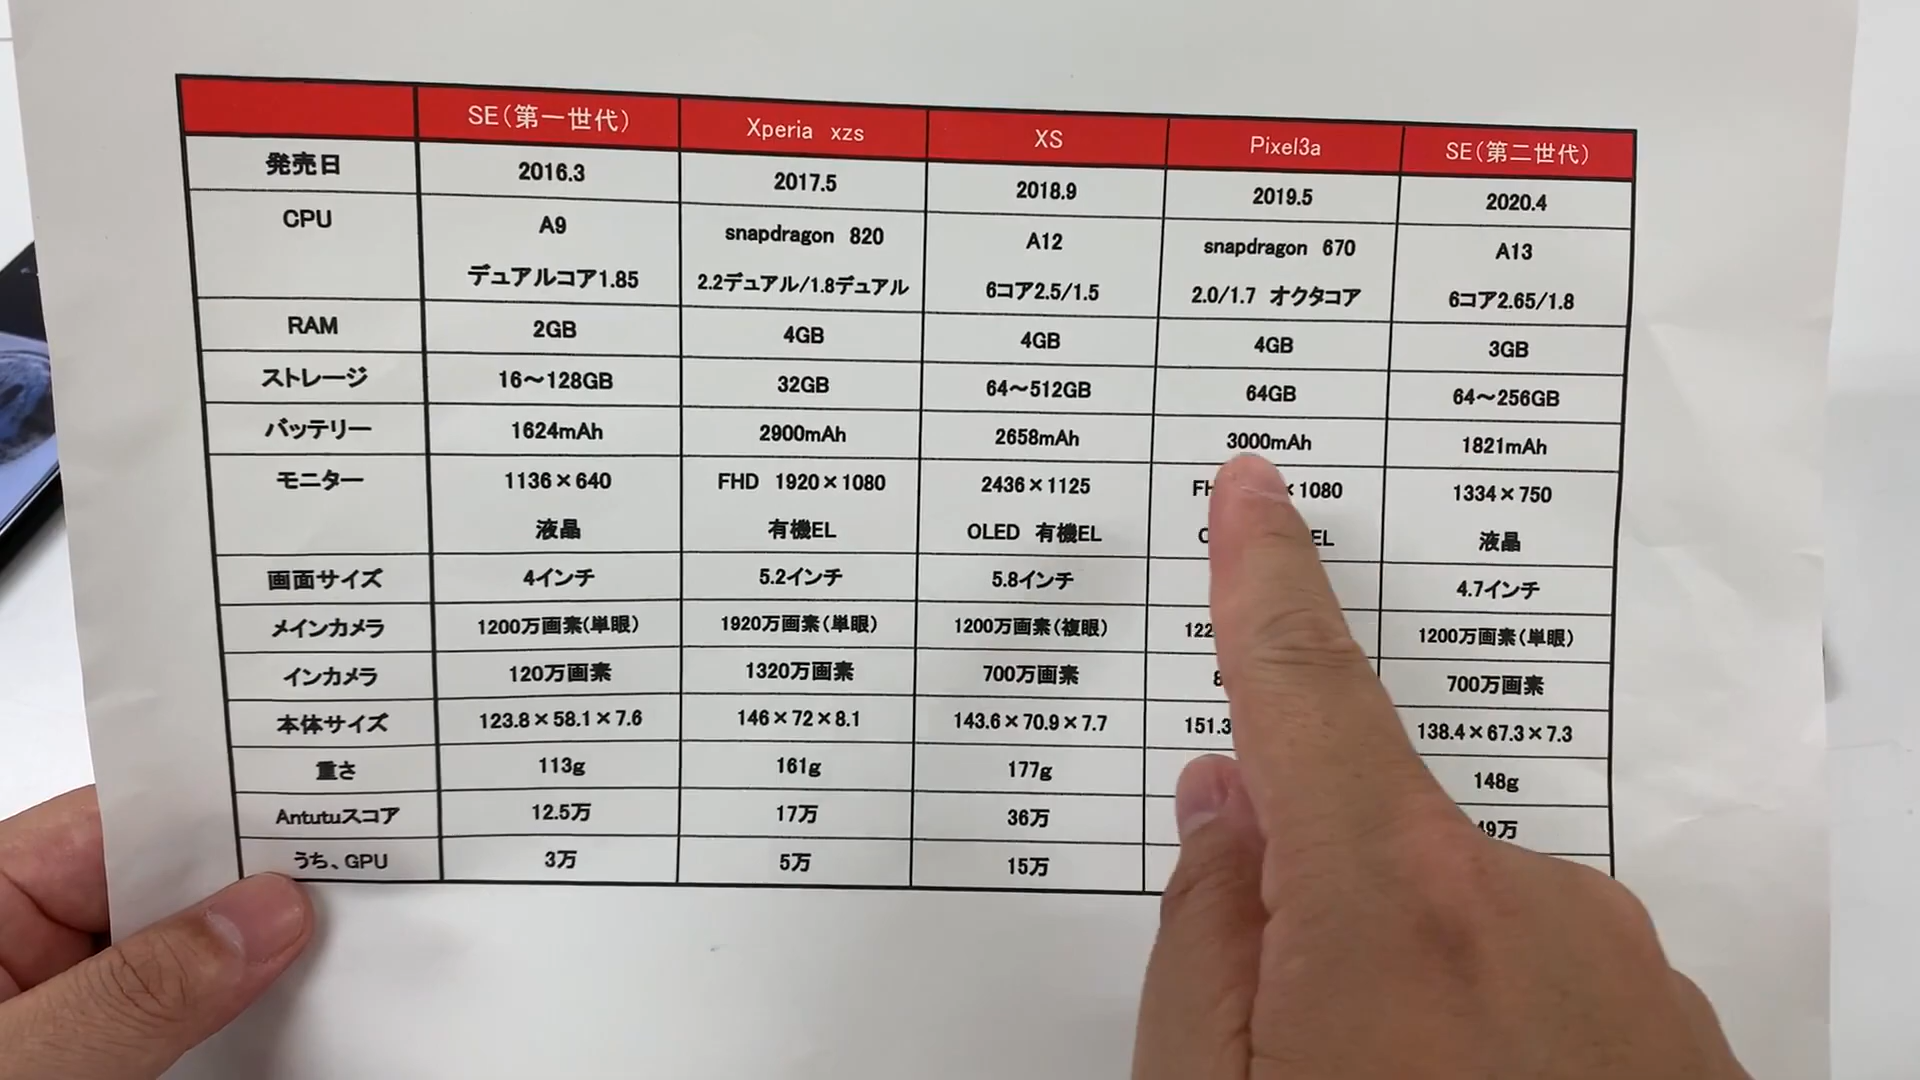 SE(第一世代) Xperia xzs XS Pixel3a SE(第二世代)
発売日 2016.3 2017.5 2018.9 2019.5 2020.4
CPU A9 snapdragon 820 A12 snapdragon 670 A13
デュアルコア1.85 2.2デュアル/1.8デュアル 6コア2.5/1.5 2.0/1.7 オクタコア 6コア2.65/1.8
RAM 2GB 4GB 4GB 4GB 3GB
ストレージ 16～128GB 32GB 64～512GB 64GB 64～256GB
バッテリー 1624mAh 2900mAh 2658mAh 3000mAh 1821mAh
モニター 1136×640 FHD 1920×1080 2436×1125 ×1080 1334×750
液晶 有機EL OLED 有機EL EL 液晶
画面サイズ 4インチ 5.2インチ 5.8インチ 4.7インチ
メインカメラ 1200万画素(単眼) 1920万画素(単眼) 1200万画素(複眼) 122 1200万画素(単眼)
インカメラ 120万画素 1320万画素 700万画素 8 700万画素
本体サイズ 123.8×58.1×7.6 146×72×8.1 143.6×70.9×7.7 151.3 138.4×67.3×7.3
重さ 113g 161g 177g 148g
Antutuスコア 12.5万 17万 36万 49万
うち、GPU 3万 5万 15万